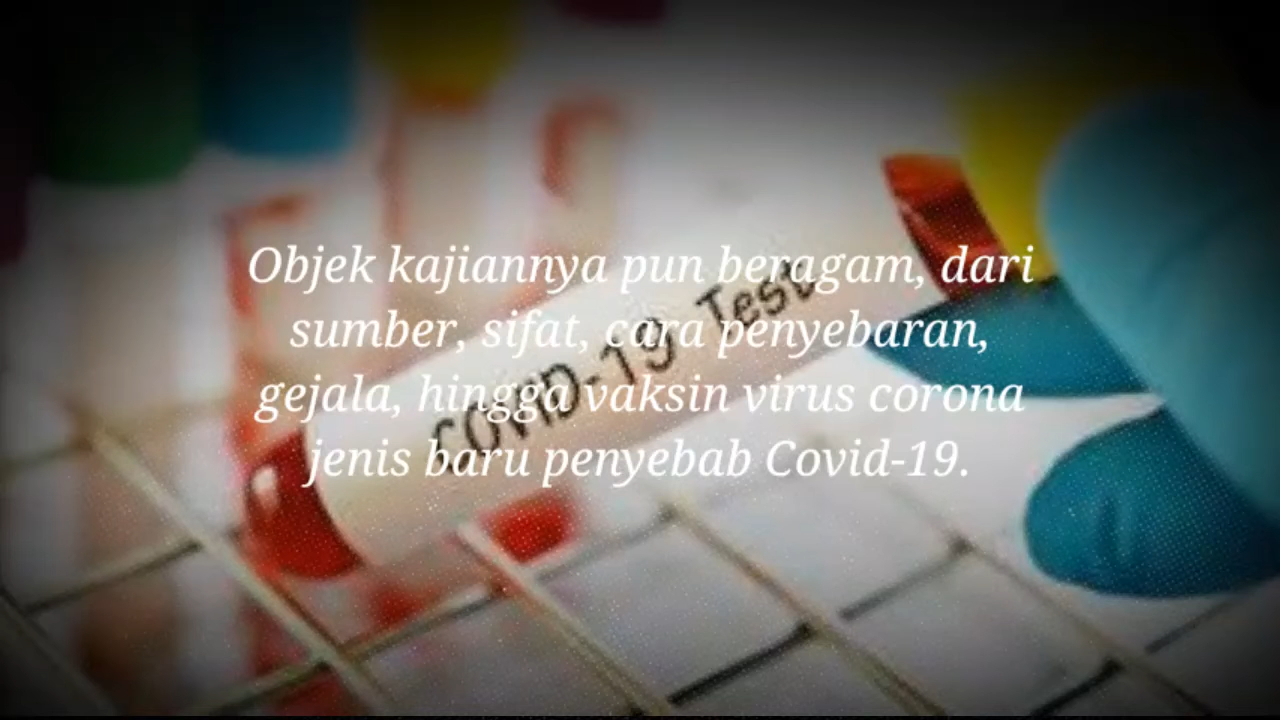 Objek kajiannya pun beragam, dari
sumber, sifat, cara penyebaran,
gejala, hingga vaksin virus corona
jenis baru penyebab Covid-19.
COVID-19 Test